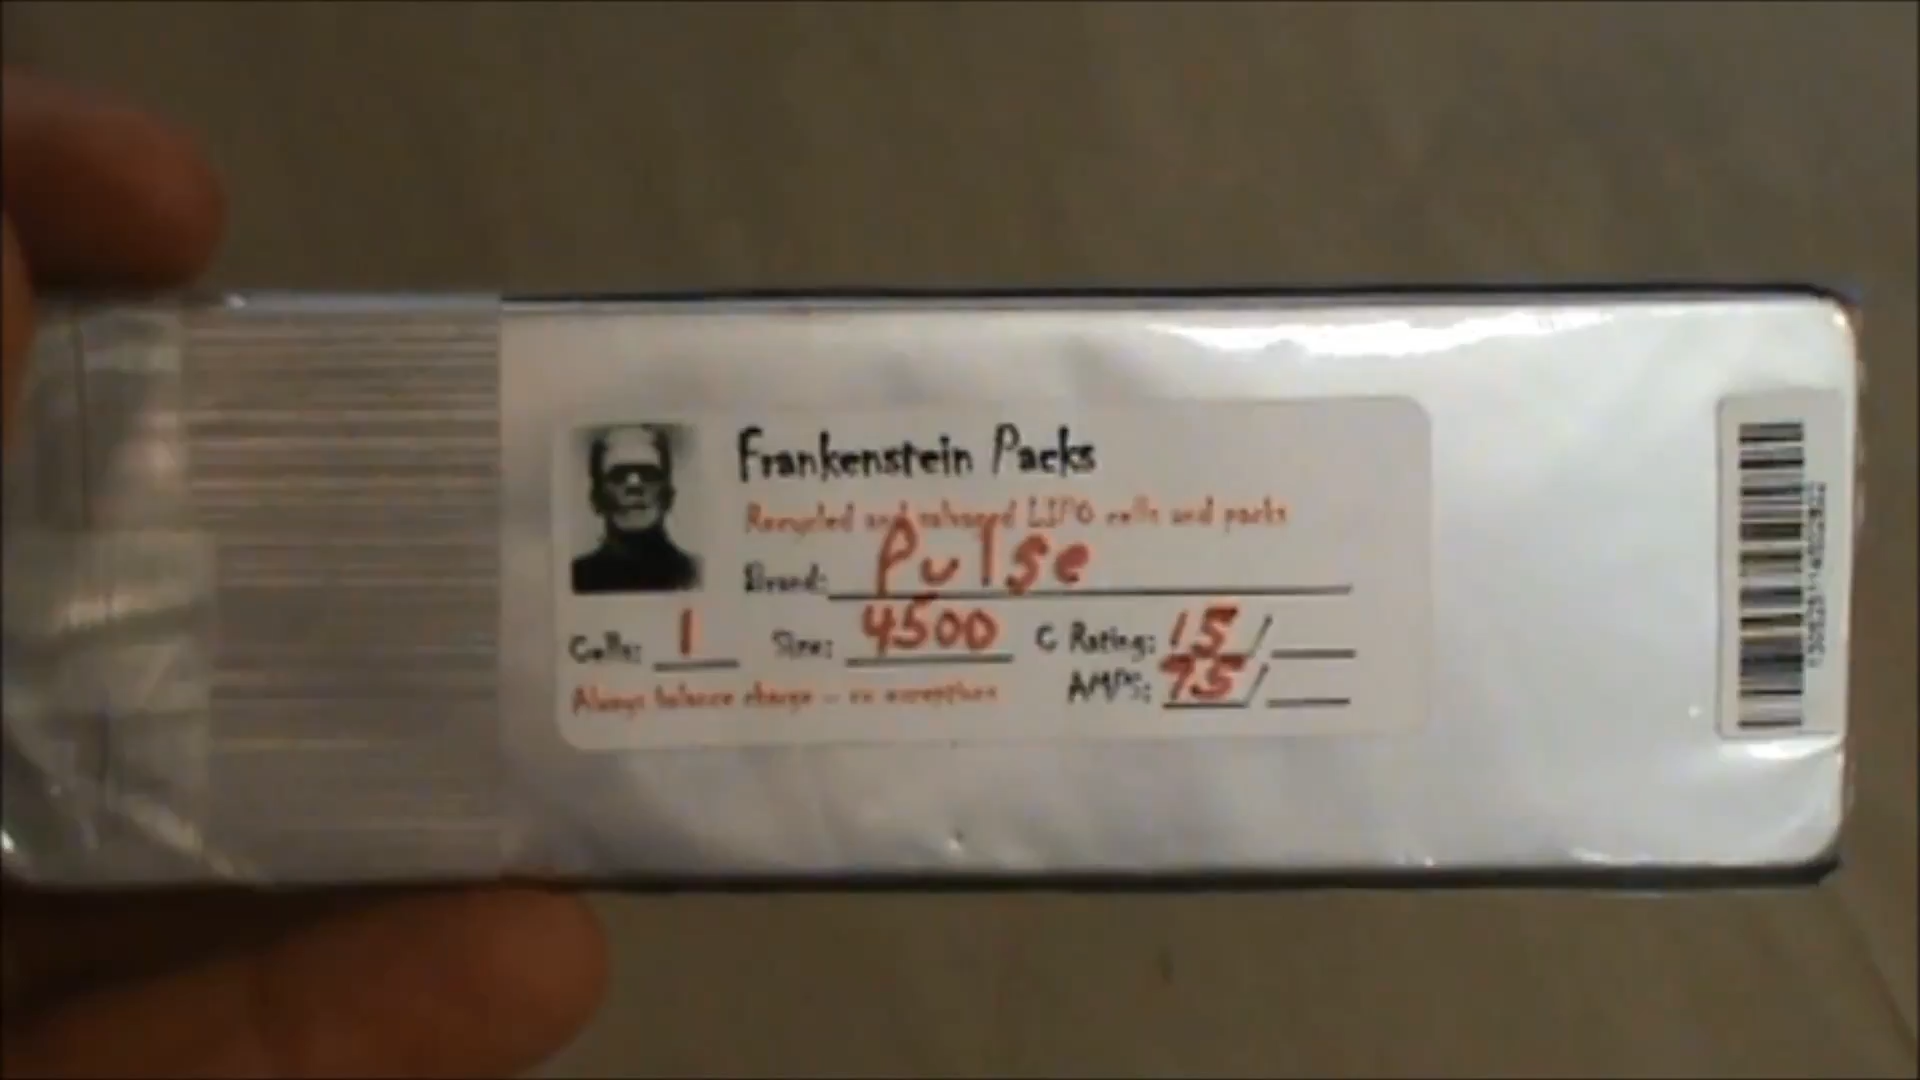 Frankenstein Packs
Recycled and salvaged LIPO cells and packs
Brand: Pulse
Cells: 1 Size: 4500 C Rating: 15/
Always balance charge – no exceptions AMPS: 75/